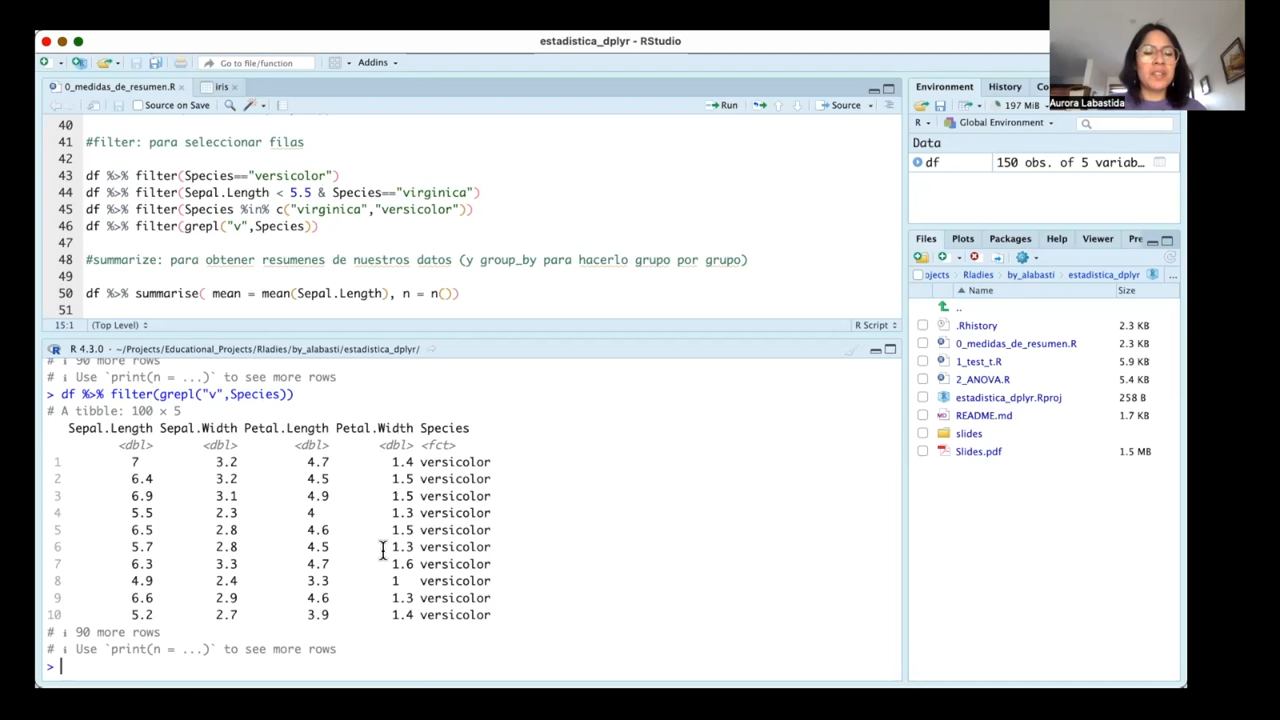 estadistica_dplyr - RStudio
Go to file/function
Addins
0_medidas_de_resumen.R
iris
Source on Save
Run
Source
40
41 #filter: para seleccionar filas
42
43 df %>% filter(Species=="versicolor")
44 df %>% filter(Sepal.Length < 5.5 & Species=="virginica")
45 df %>% filter(Species %in% c("virginica","versicolor"))
46 df %>% filter(grepl("v",Species))
47
48 #summarize: para obtener resumenes de nuestros datos (y group_by para hacerlo grupo por grupo)
49
50 df %>% summarise( mean = mean(Sepal.Length), n = n())
51
15:1 (Top Level) R Script
R 4.3.0 · ~/Projects/Educational_Projects/Rladies/by_alabasti/estadistica_dplyr/
# ℹ 90 more rows
# ℹ Use `print(n = ...)` to see more rows
> df %>% filter(grepl("v",Species))
# A tibble: 100 × 5
Sepal.Length Sepal.Width Petal.Length Petal.Width Species
<dbl> <dbl> <dbl> <dbl> <fct>
1 7 3.2 4.7 1.4 versicolor
2 6.4 3.2 4.5 1.5 versicolor
3 6.9 3.1 4.9 1.5 versicolor
4 5.5 2.3 4 1.3 versicolor
5 6.5 2.8 4.6 1.5 versicolor
6 5.7 2.8 4.5 1.3 versicolor
7 6.3 3.3 4.7 1.6 versicolor
8 4.9 2.4 3.3 1 versicolor
9 6.6 2.9 4.6 1.3 versicolor
10 5.2 2.7 3.9 1.4 versicolor
# ℹ 90 more rows
# ℹ Use `print(n = ...)` to see more rows
>
Aurora Labastida
Environment
History
Co
197 MiB
R
Global Environment
Data
df 150 obs. of 5 variab…
Files
Plots
Packages
Help
Viewer
Pre
ojects
Rladies
by_alabasti
estadistica_dplyr
...
Name Size
..
.Rhistory 2.3 KB
0_medidas_de_resumen.R 2.3 KB
1_test_t.R 5.9 KB
2_ANOVA.R 5.4 KB
estadistica_dplyr.Rproj 258 B
README.md 1.7 KB
slides
Slides.pdf 1.5 MB